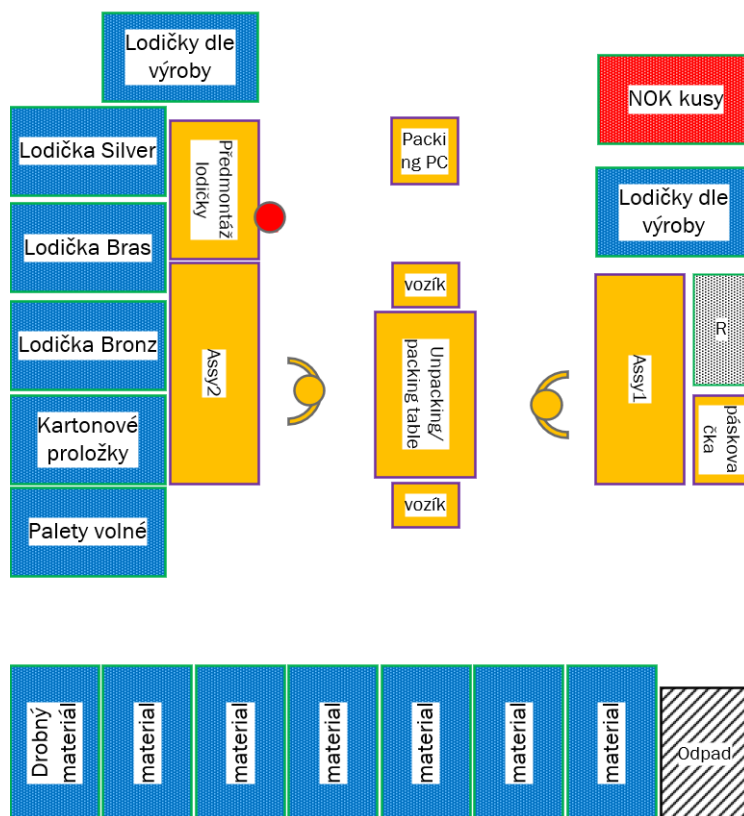 Lodičky dle
výroby
NOK kusy
Lodička Silver
Předmontáž
lodičky
Packi
ng PC
Lodičky dle
výroby
Lodička Bras
vozík
R
Lodička Bronz
Assy2
Unpacking/
packing table
Assy1
Kartonové
proložky
páskova
čka
vozík
Palety volné
Drobný
materiál
material
material
material
material
material
material
Odpad